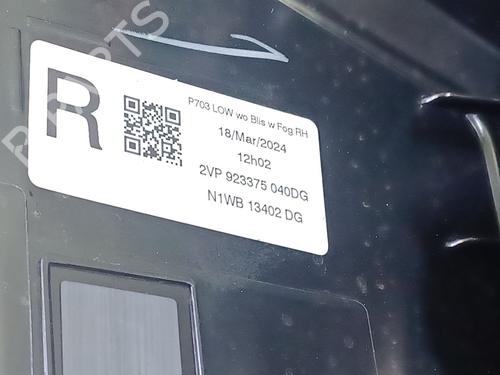 R
P703 LOW wo Blis w Fog RH
18/Mar/2024
12h02
2VP 923375 040DG
N1WB 13402 DG